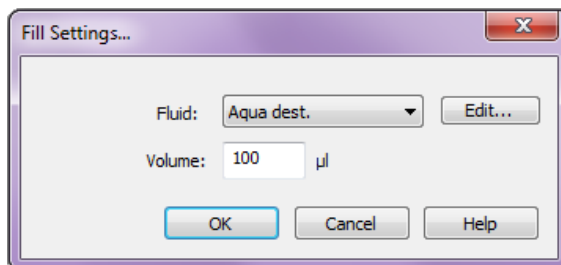 Fill Settings...
Fluid: Aqua dest. Edit...
Volume: 100 µl
OK Cancel Help